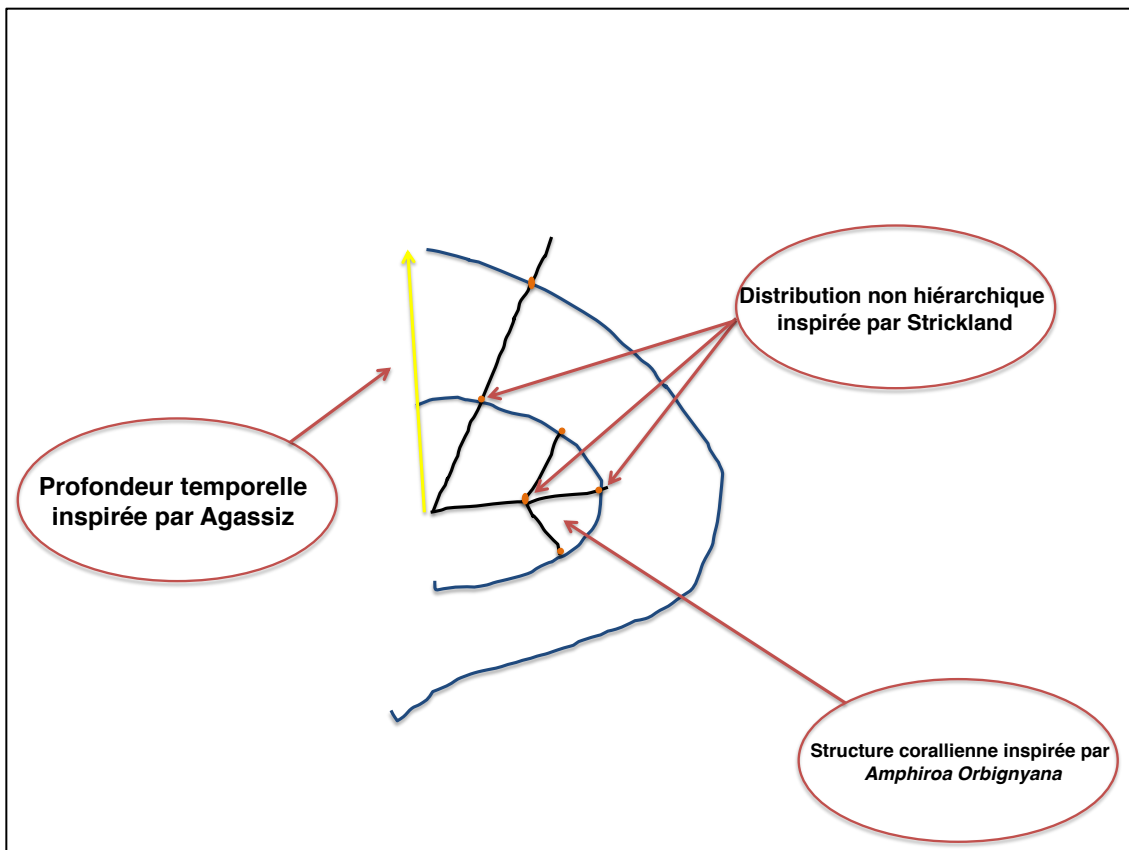 Distribution non hiérarchique
inspirée par Strickland
Profondeur temporelle
inspirée par Agassiz
Structure corallienne inspirée par
Amphiroa Orbignyana